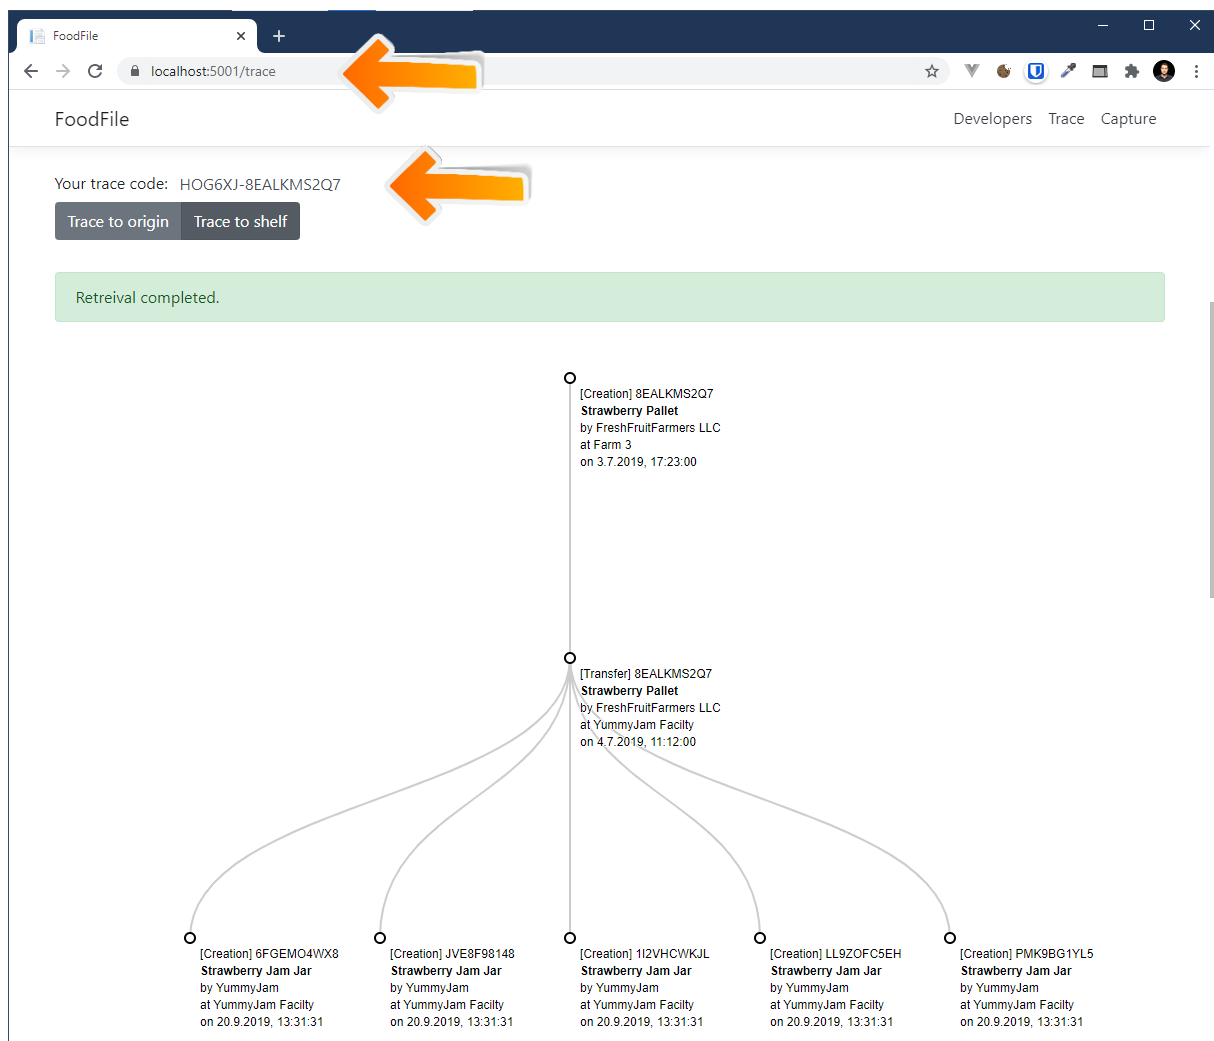 FoodFile
localhost:5001/trace
FoodFile
Developers Trace Capture
Your trace code: HOG6XJ-8EALKMS2Q7
Trace to origin Trace to shelf
Retreival completed.
[Creation] 8EALKMS2Q7
Strawberry Pallet
by FreshFruitFarmers LLC
at Farm 3
on 3.7.2019, 17:23:00
[Transfer] 8EALKMS2Q7
Strawberry Pallet
by FreshFruitFarmers LLC
at YummyJam Facilty
on 4.7.2019, 11:12:00
[Creation] 6FGEMO4WX8
Strawberry Jam Jar
by YummyJam
at YummyJam Facilty
on 20.9.2019, 13:31:31
[Creation] JVE8F98148
Strawberry Jam Jar
by YummyJam
at YummyJam Facilty
on 20.9.2019, 13:31:31
[Creation] 1I2VHCWKJL
Strawberry Jam Jar
by YummyJam
at YummyJam Facilty
on 20.9.2019, 13:31:31
[Creation] LL9ZOFC5EH
Strawberry Jam Jar
by YummyJam
at YummyJam Facilty
on 20.9.2019, 13:31:31
[Creation] PMK9BG1YL5
Strawberry Jam Jar
by YummyJam
at YummyJam Facilty
on 20.9.2019, 13:31:31